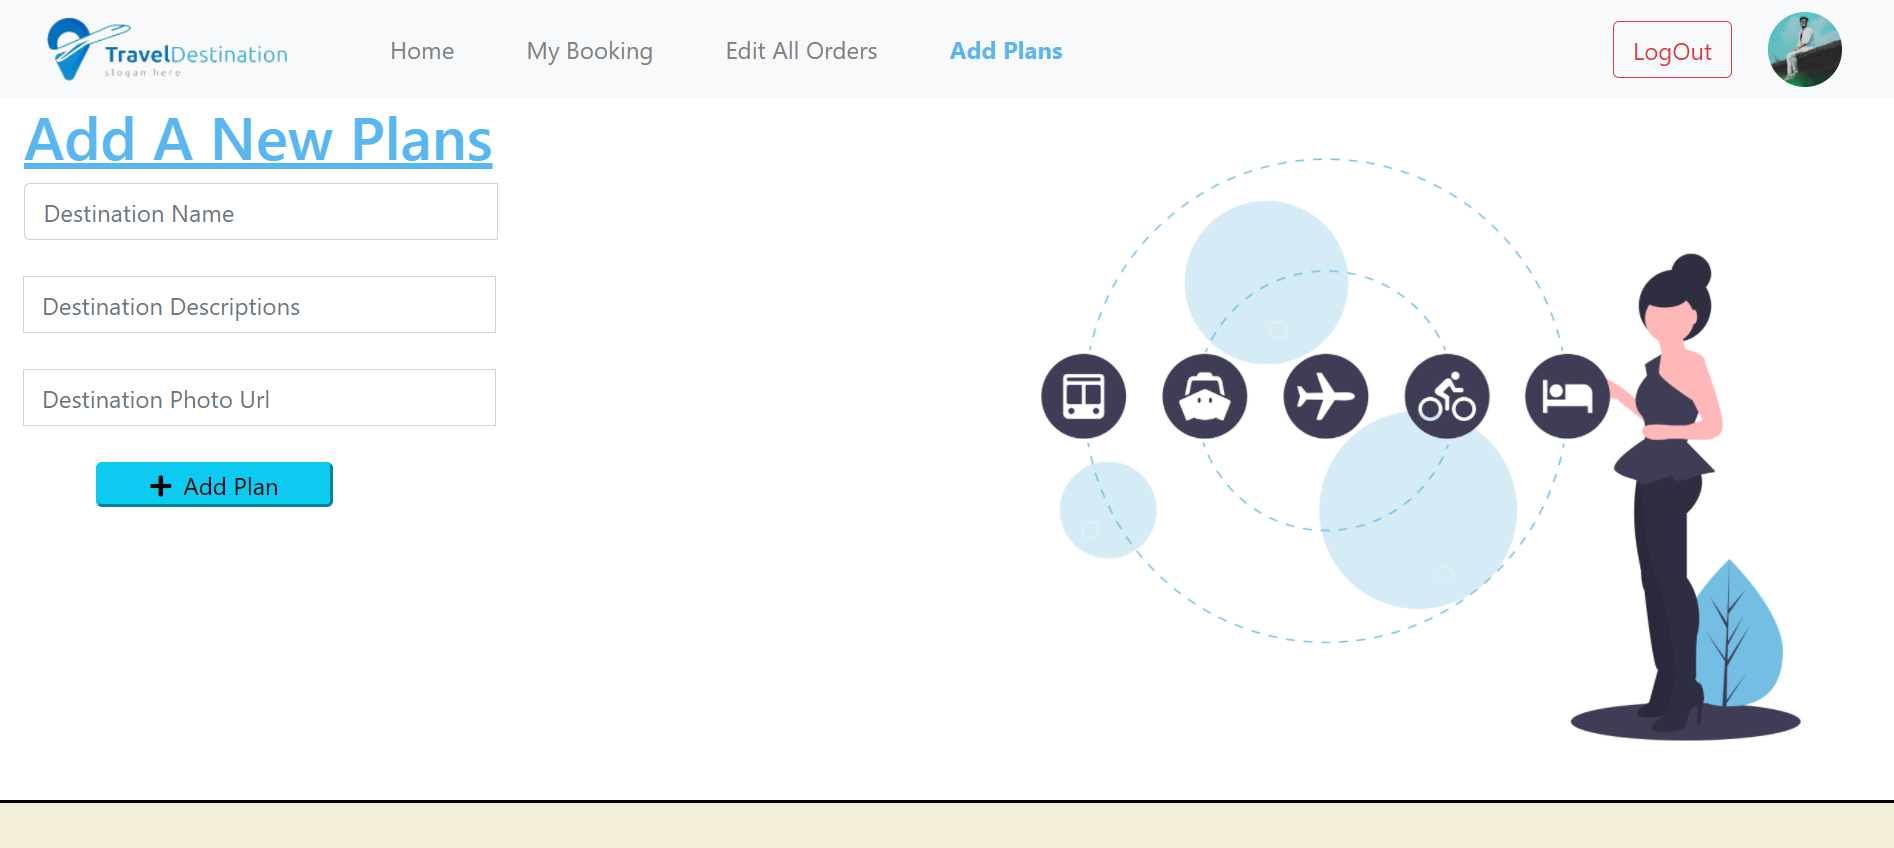 TravelDestination
slogan here
Home
My Booking
Edit All Orders
Add Plans
LogOut
Add A New Plans
Destination Name
Destination Descriptions
Destination Photo Url
Add Plan